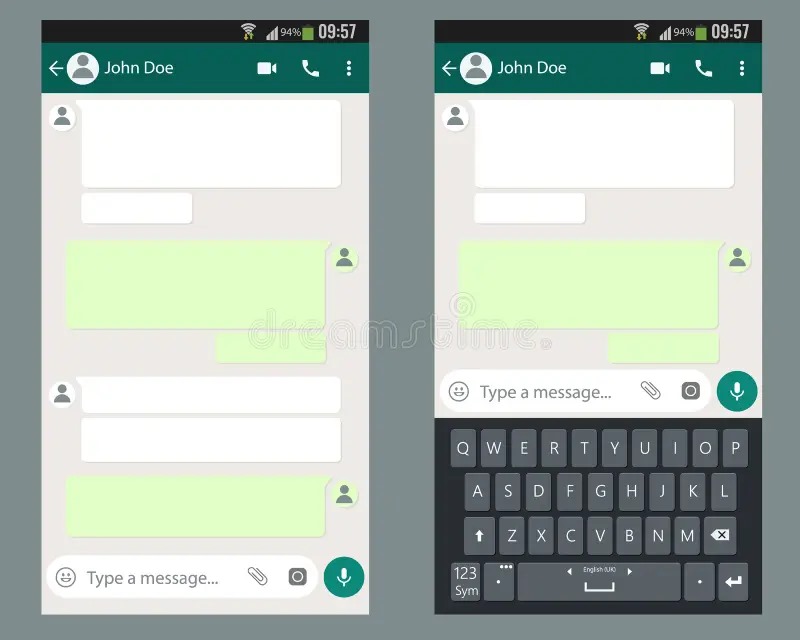 94% 09:57
John Doe
Type a message...
94% 09:57
John Doe
Type a message...
Q W E R T Y U I O P
A S D F G H J K L
Z X C V B N M
123
Sym
English (UK)
dreamstime